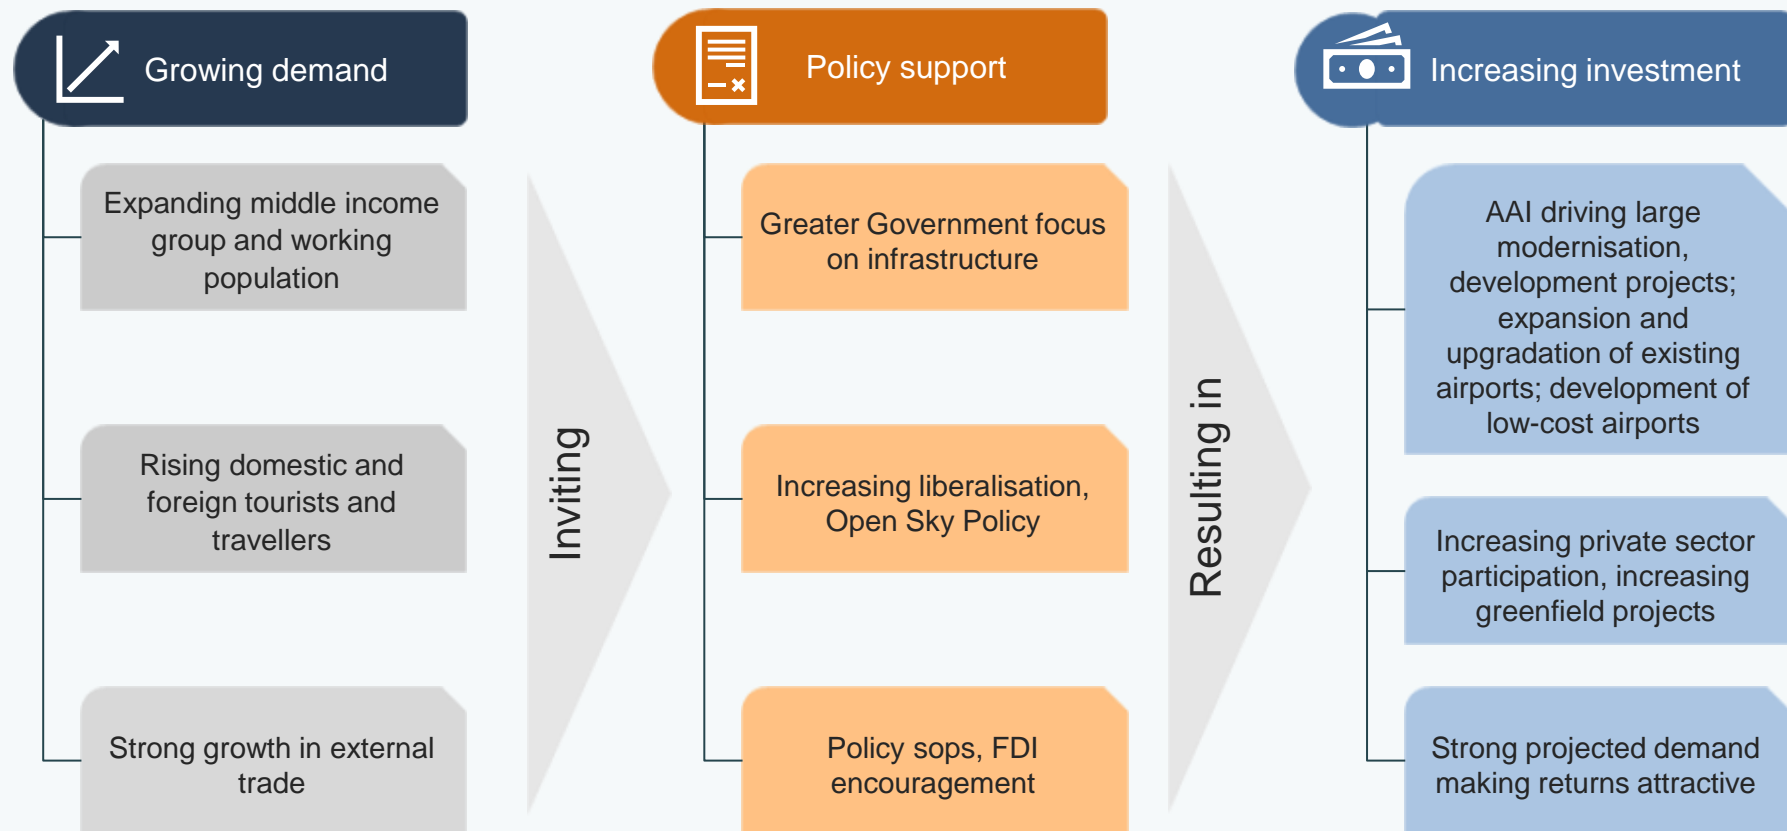 Growing demand
Expanding middle income
group and working
population
Rising domestic and
foreign tourists and
travellers
Strong growth in external
trade
Inviting
Policy support
Greater Government focus
on infrastructure
Increasing liberalisation,
Open Sky Policy
Policy sops, FDI
encouragement
Resulting in
Increasing investment
AAI driving large
modernisation,
development projects;
expansion and
upgradation of existing
airports; development of
low-cost airports
Increasing private sector
participation, increasing
greenfield projects
Strong projected demand
making returns attractive